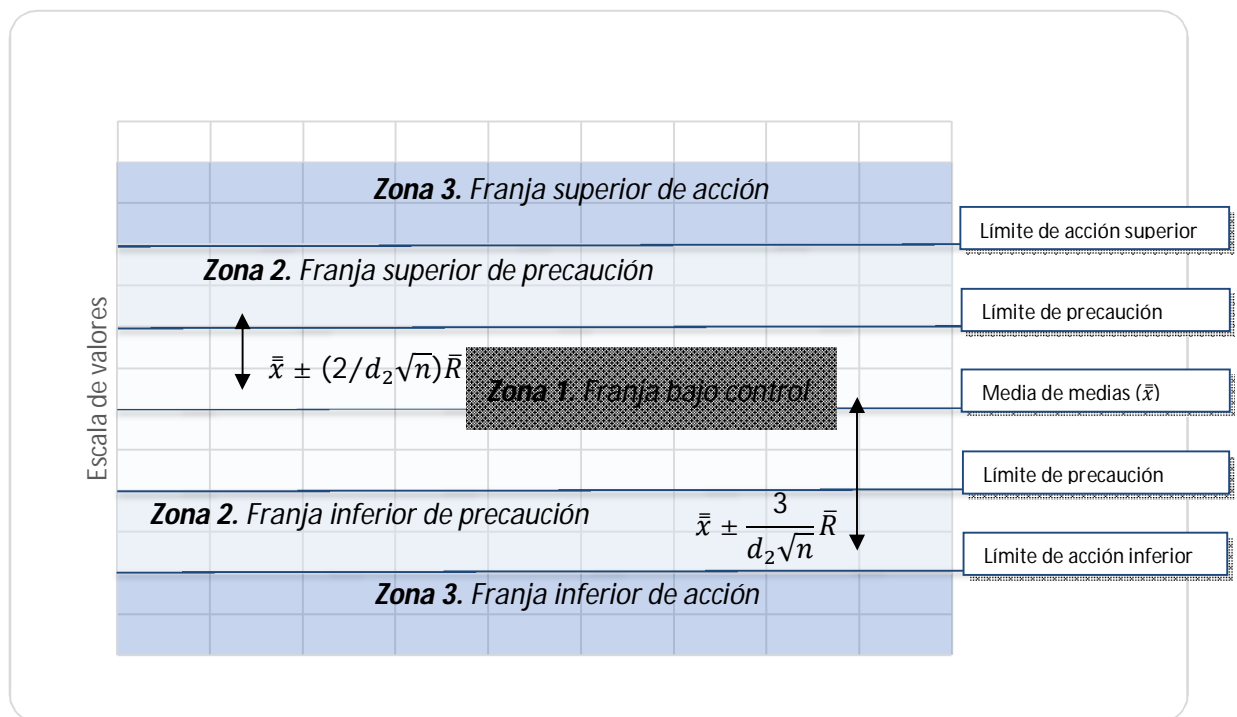 Zona 3. Franja superior de acción
Límite de acción superior
Zona 2. Franja superior de precaución
Límite de precaución
Escala de valores
x̿ ± (2/d₂√n)R̄
Zona 1. Franja bajo control
Media de medias (x̿)
Límite de precaución
Zona 2. Franja inferior de precaución
x̿ ± 3/d₂√n R̄
Límite de acción inferior
Zona 3. Franja inferior de acción